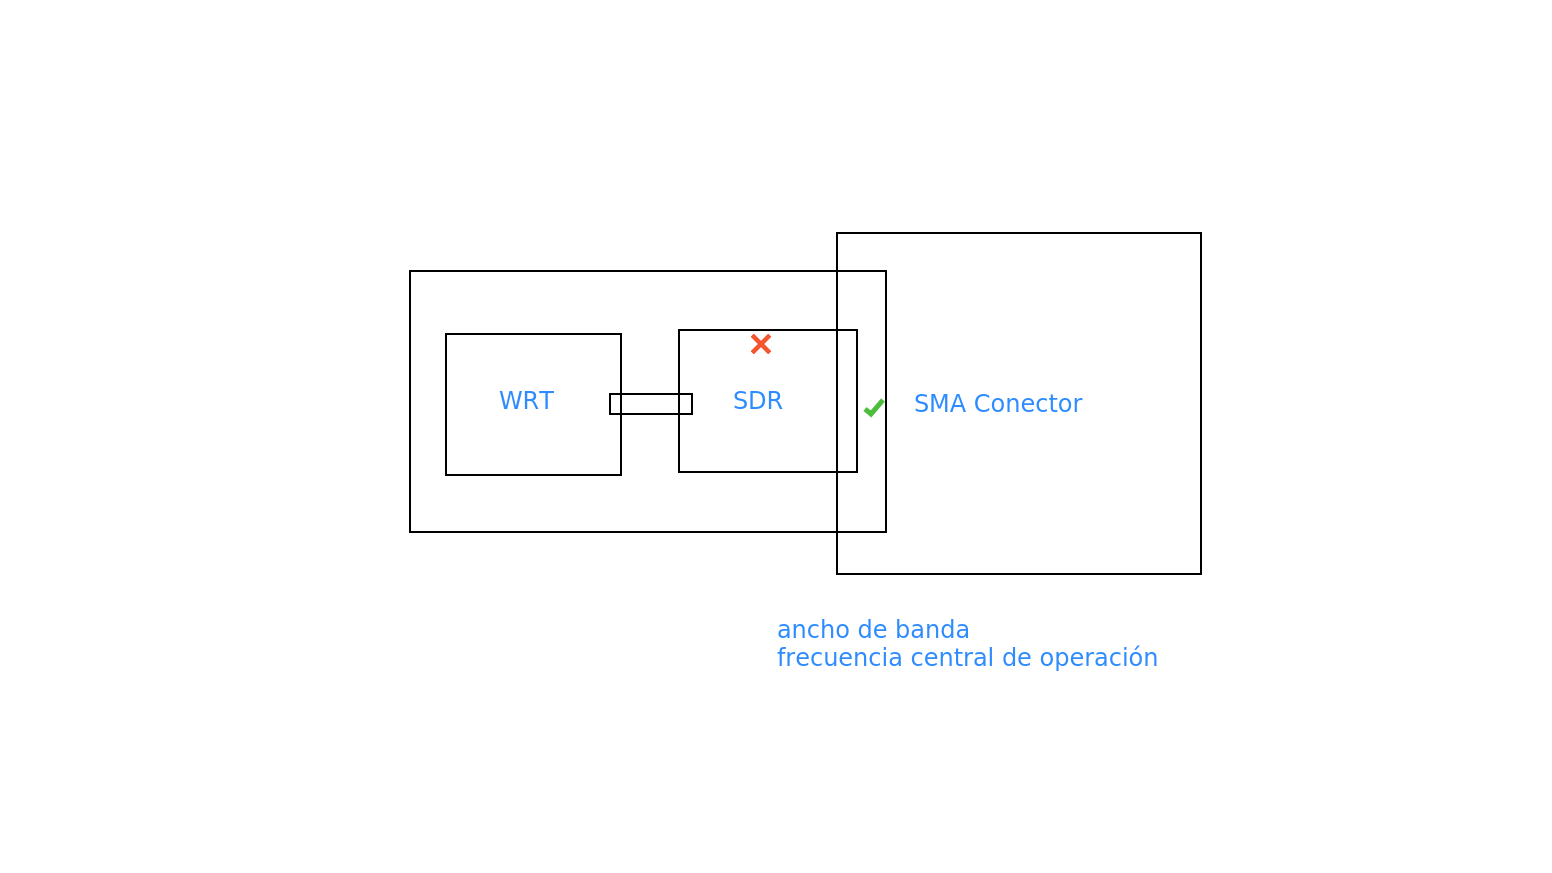 WRT
SDR
SMA Conector
ancho de banda
frecuencia central de operación